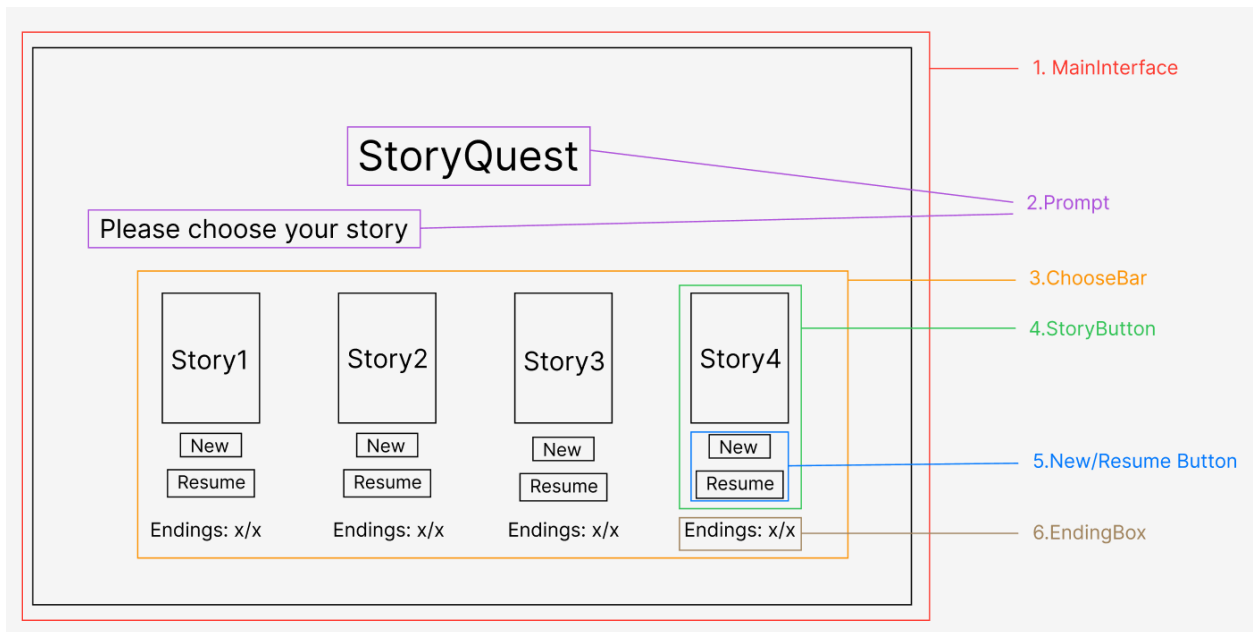 1. MainInterface
StoryQuest
2.Prompt
Please choose your story
3.ChooseBar
4.StoryButton
Story1 Story2 Story3 Story4
New New New New
5.New/Resume Button
Resume Resume Resume Resume
Endings: x/x Endings: x/x Endings: x/x Endings: x/x
6.EndingBox